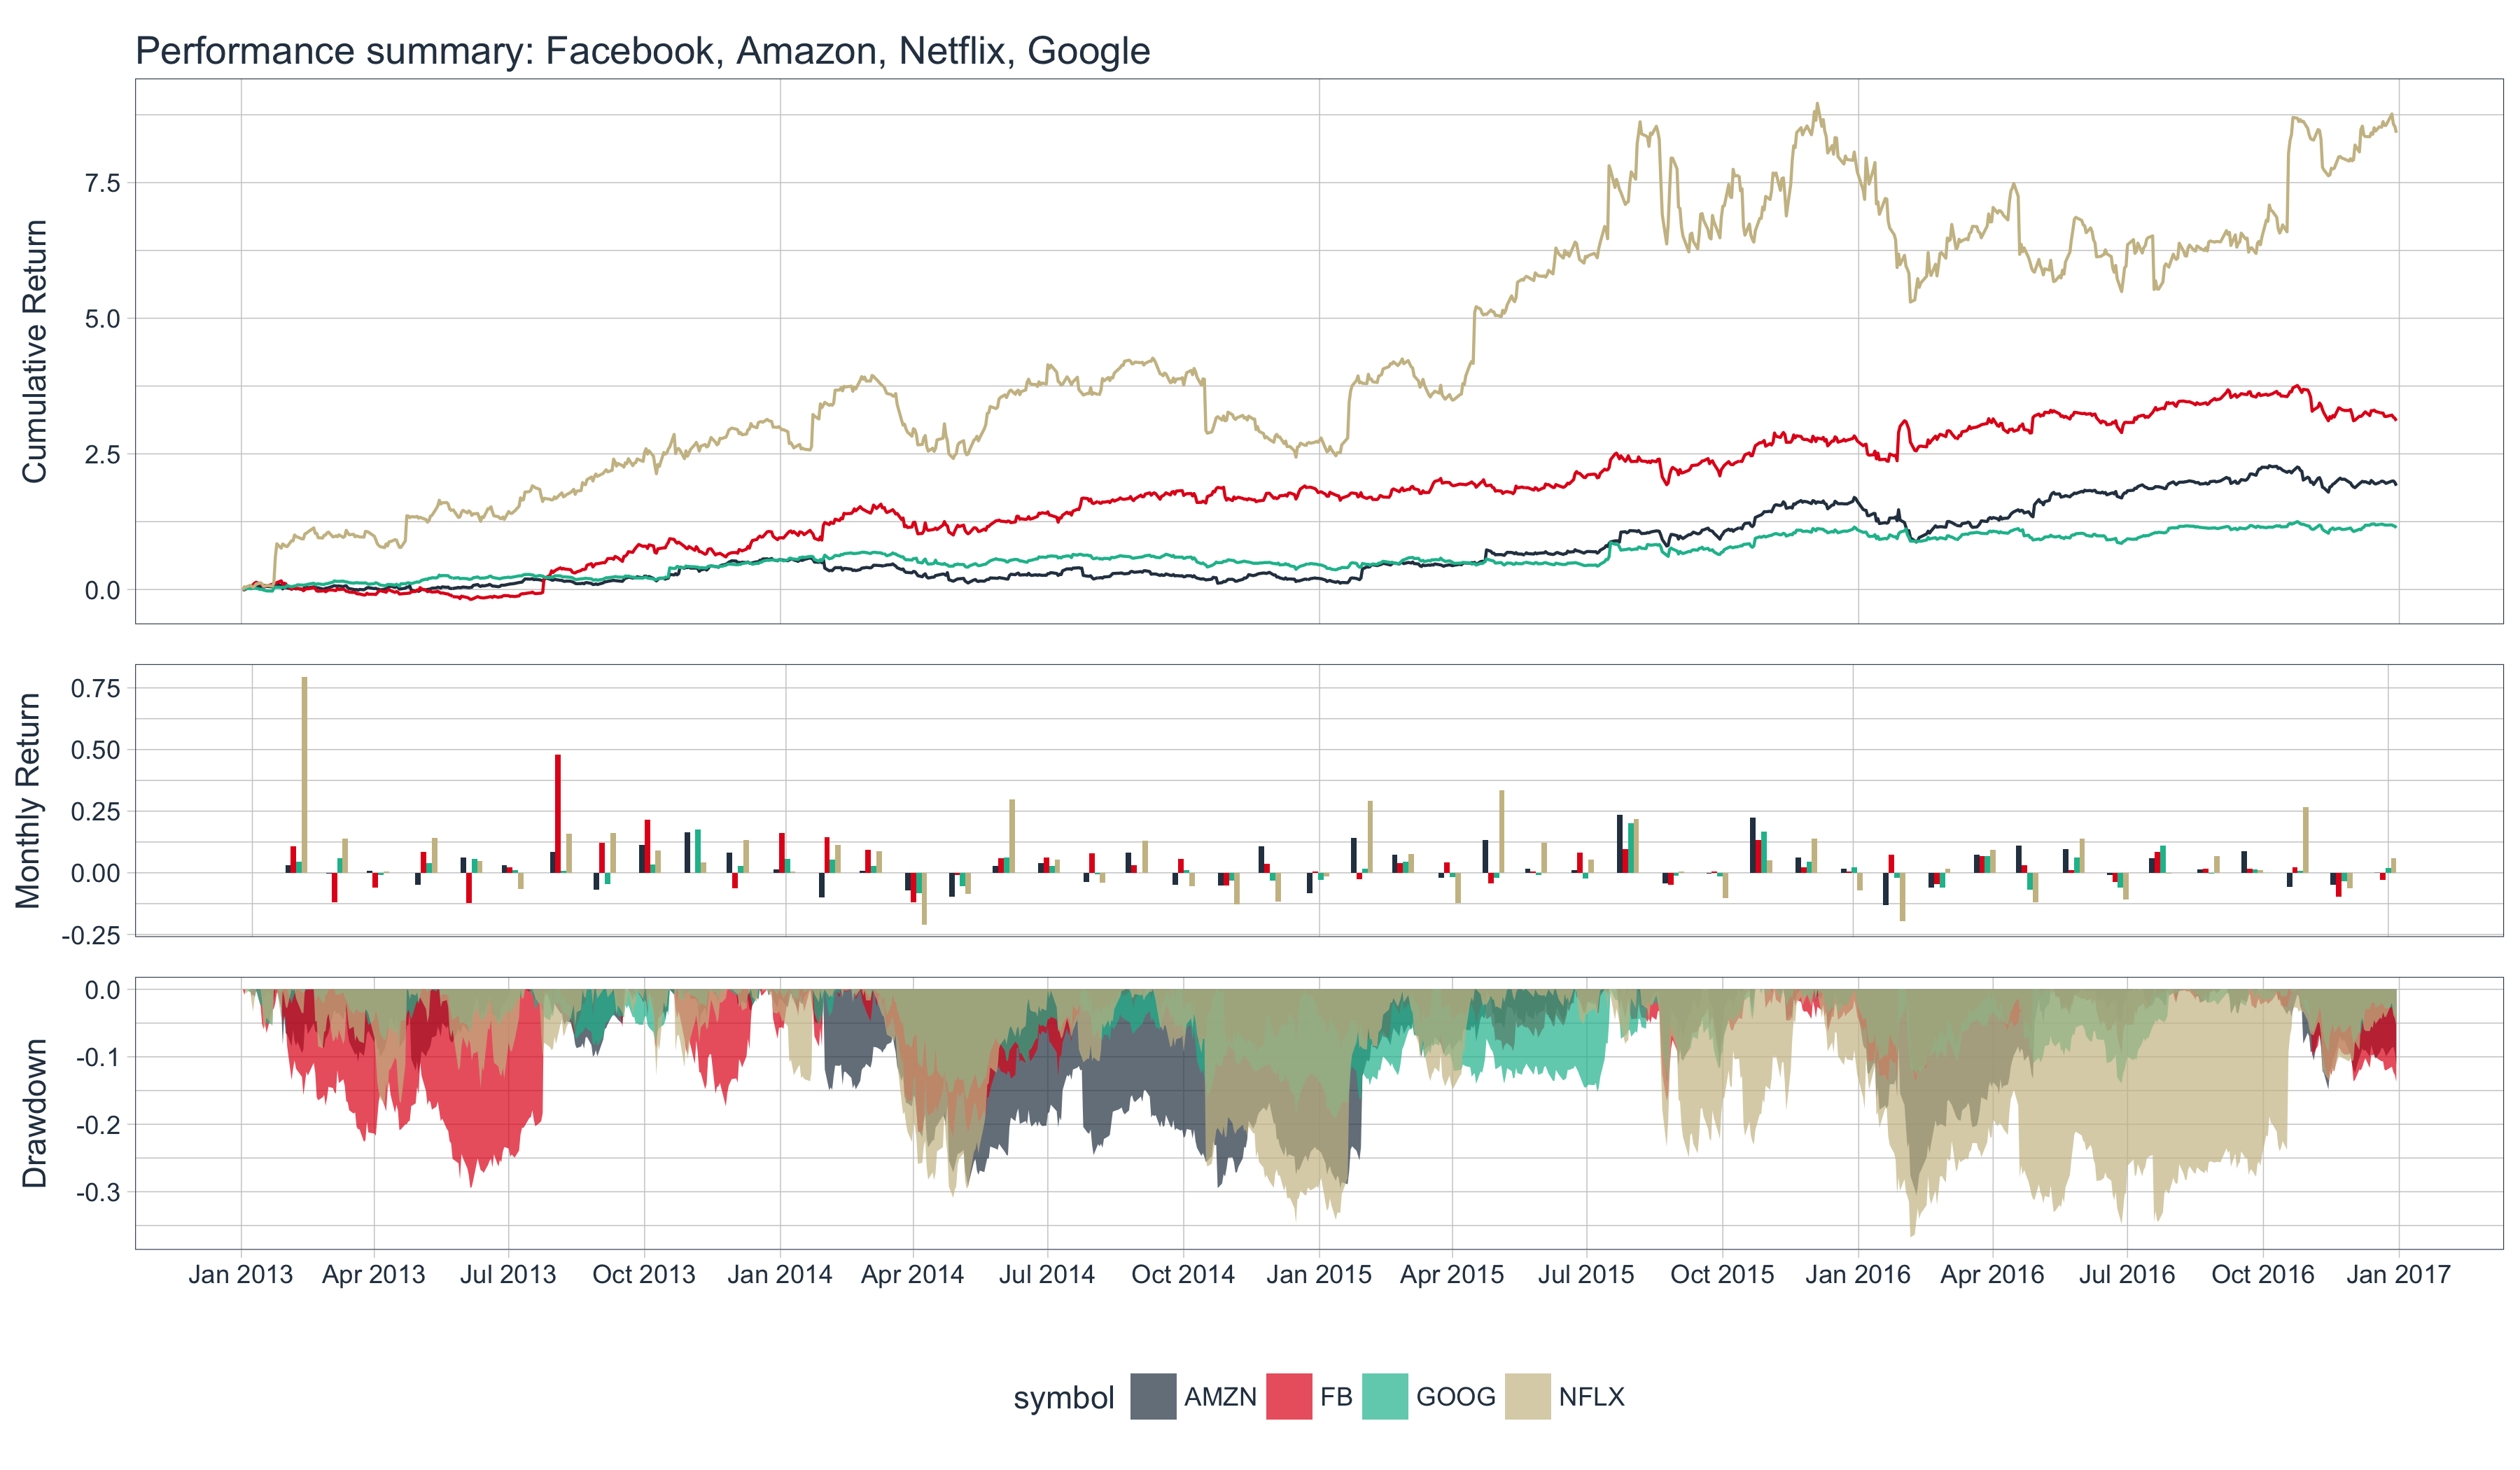 Performance summary: Facebook, Amazon, Netflix, Google
Cumulative Return
7.5
5.0
2.5
0.0
Monthly Return
0.75
0.50
0.25
0.00
-0.25
Drawdown
0.0
-0.1
-0.2
-0.3
Jan 2013 Apr 2013 Jul 2013 Oct 2013 Jan 2014 Apr 2014 Jul 2014 Oct 2014 Jan 2015 Apr 2015 Jul 2015 Oct 2015 Jan 2016 Apr 2016 Jul 2016 Oct 2016 Jan 2017
symbol AMZN FB GOOG NFLX